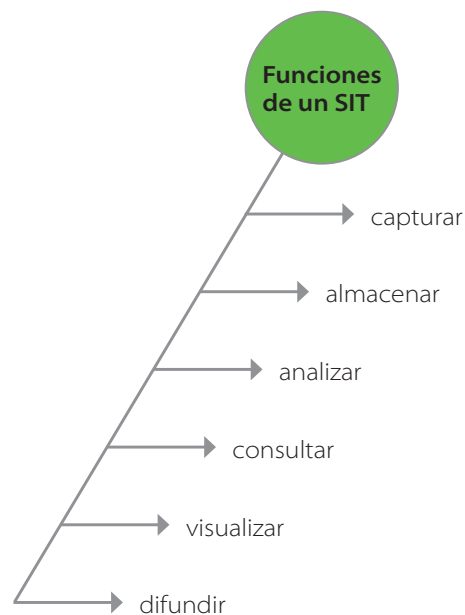 Funciones
de un SIT
capturar
almacenar
analizar
consultar
visualizar
difundir